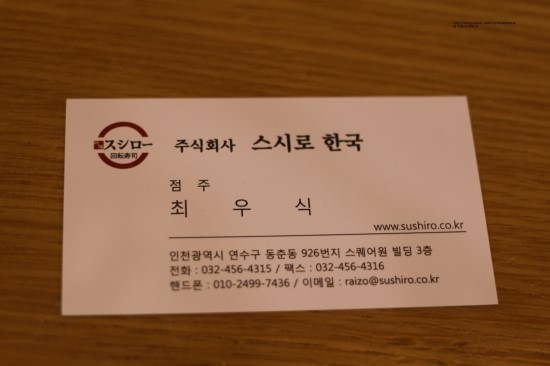 スシロー
回転寿司
주식회사 스시로 한국
점 주
최 우 식
www.sushiro.co.kr
인천광역시 연수구 동춘동 926번지 스퀘어원 빌딩 3층
전화 : 032-456-4315 / 팩스 : 032-456-4316
핸드폰 : 010-2499-7436 / 이메일 : raizo@sushiro.co.kr